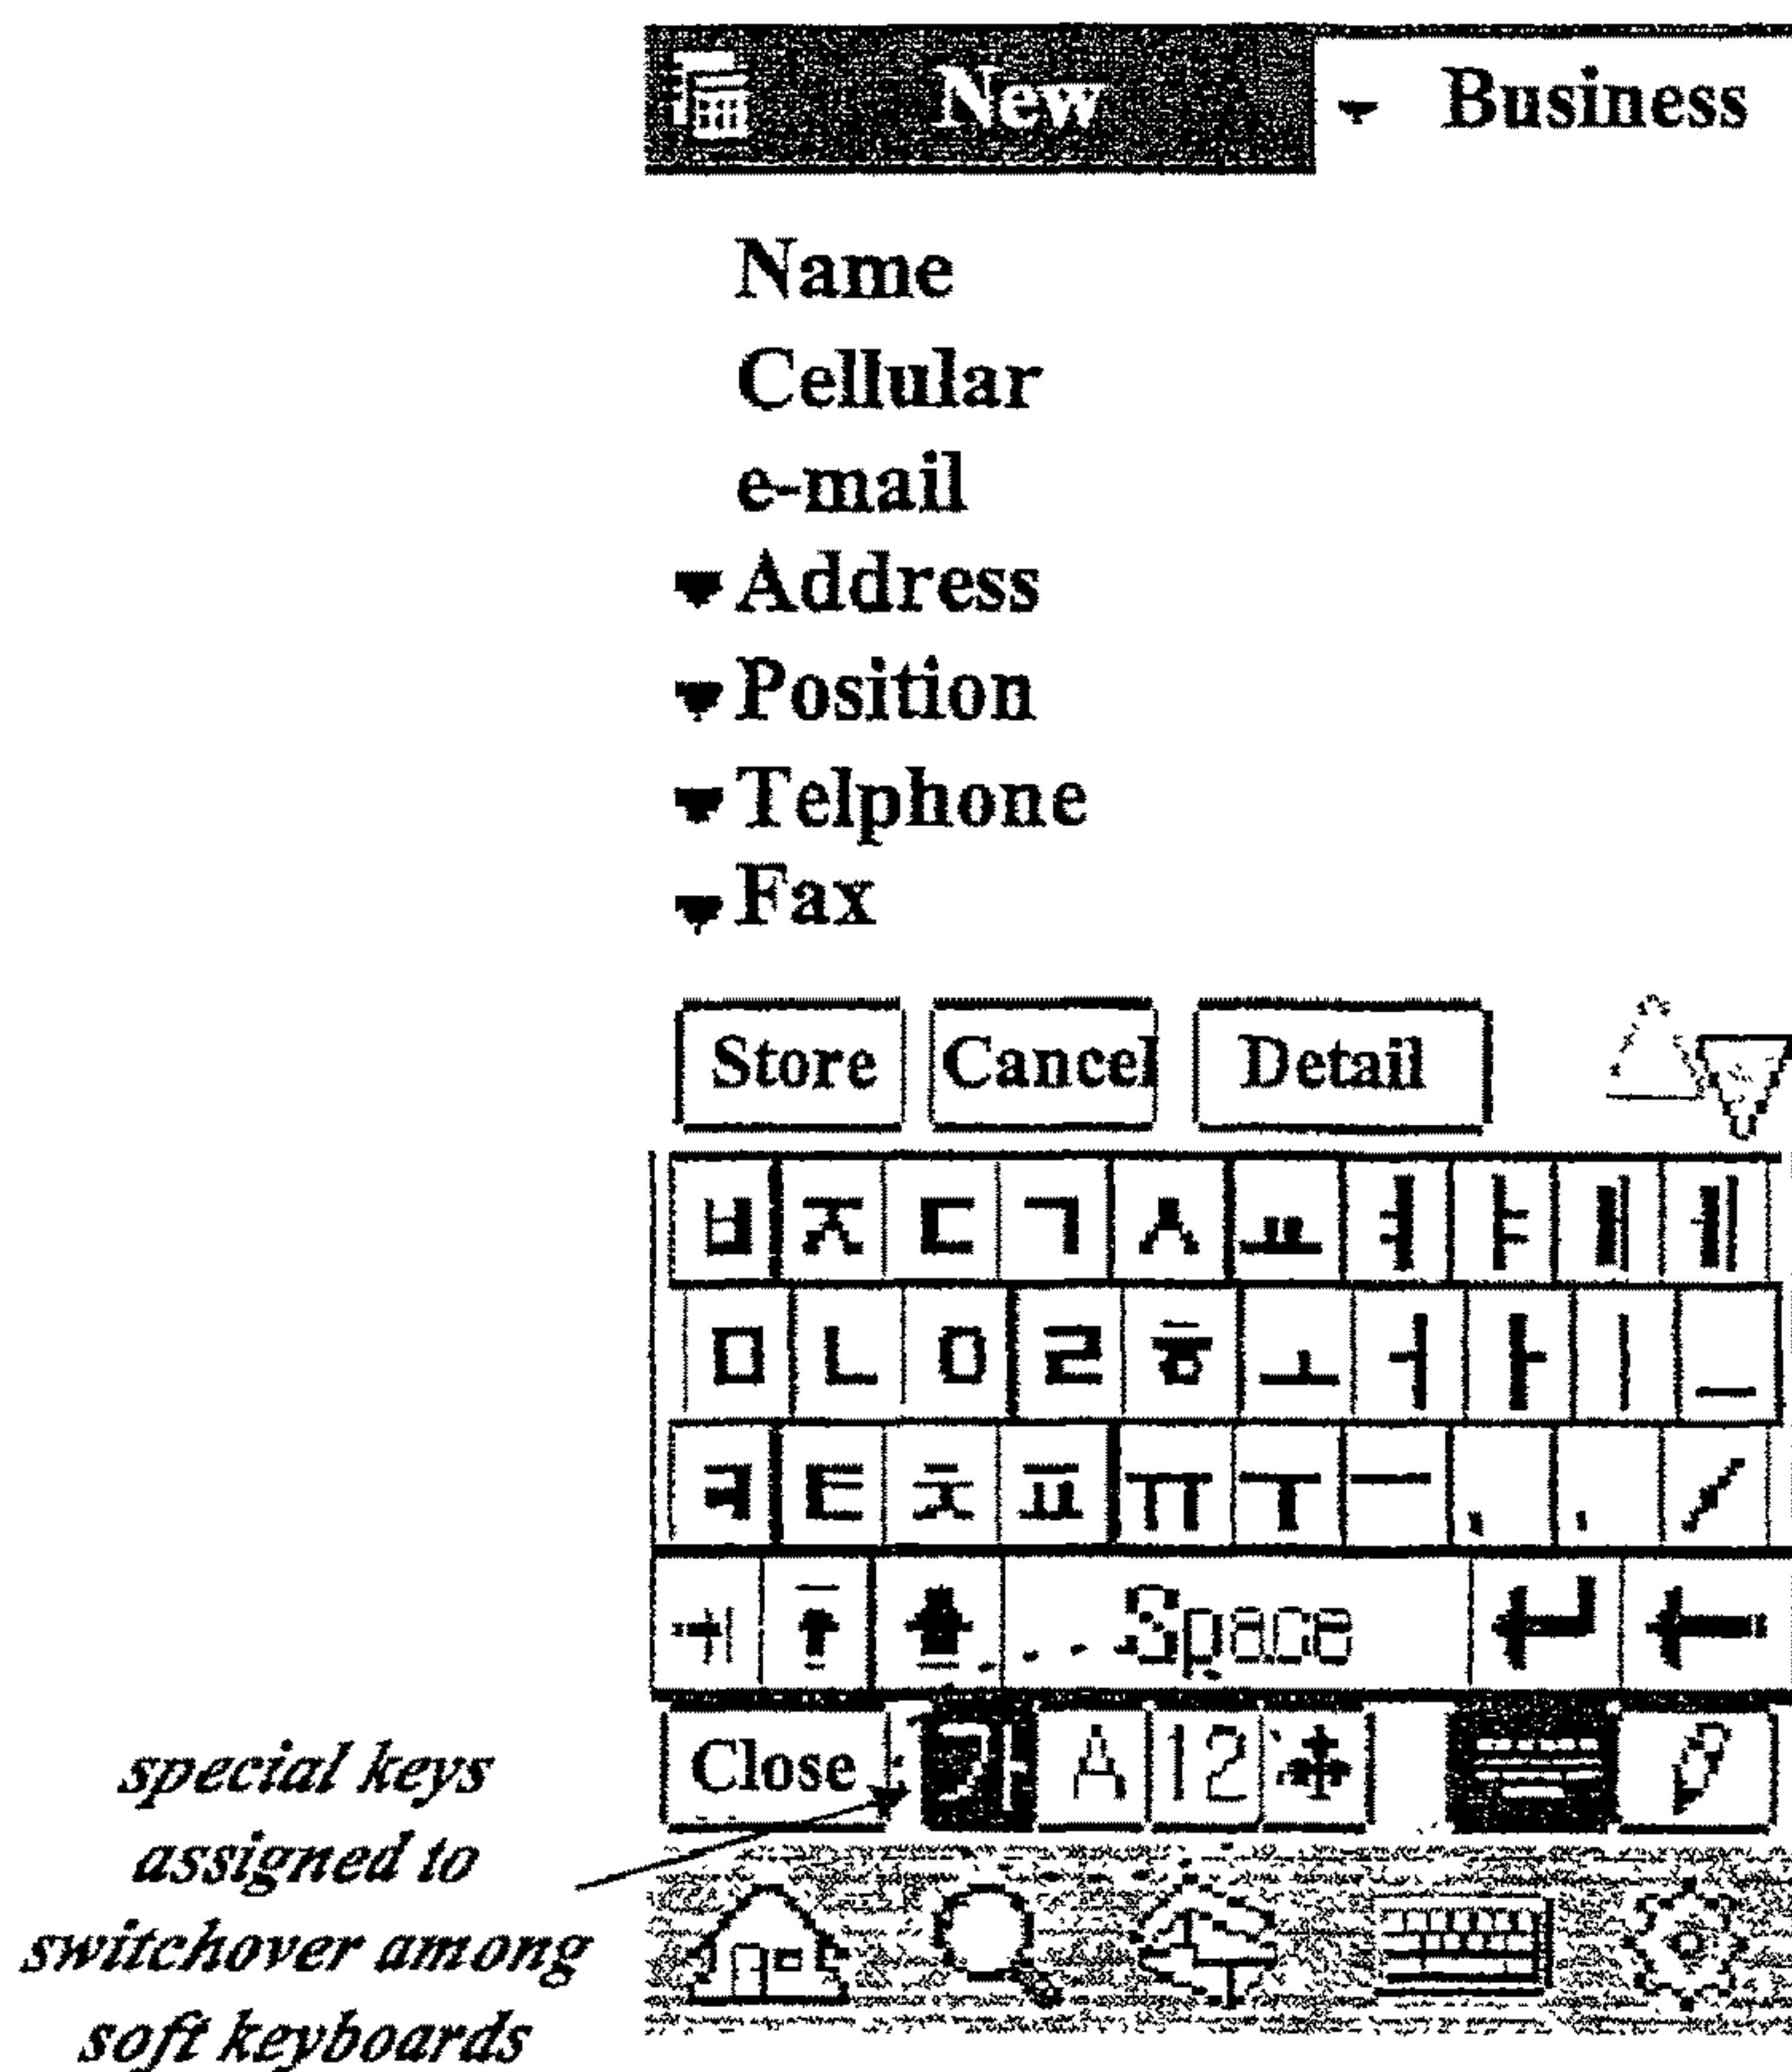 New Business
Name
Cellular
e-mail
Address
Position
Telphone
Fax
Store Cancel Detail
ㅂ ㅈ ㄷ ㄱ ㅅ ㅛ ㅕ ㅑ ㅐ ㅔ
ㅁ ㄴ ㅇ ㄹ ㅎ ㅗ ㅓ ㅏ ㅣ _
ㅋ ㅌ ㅊ ㅍ ㅠ ㅜ ㅡ , . /
Space
Close 가 A 12
special keys
assigned to
switchover among
soft keyboards